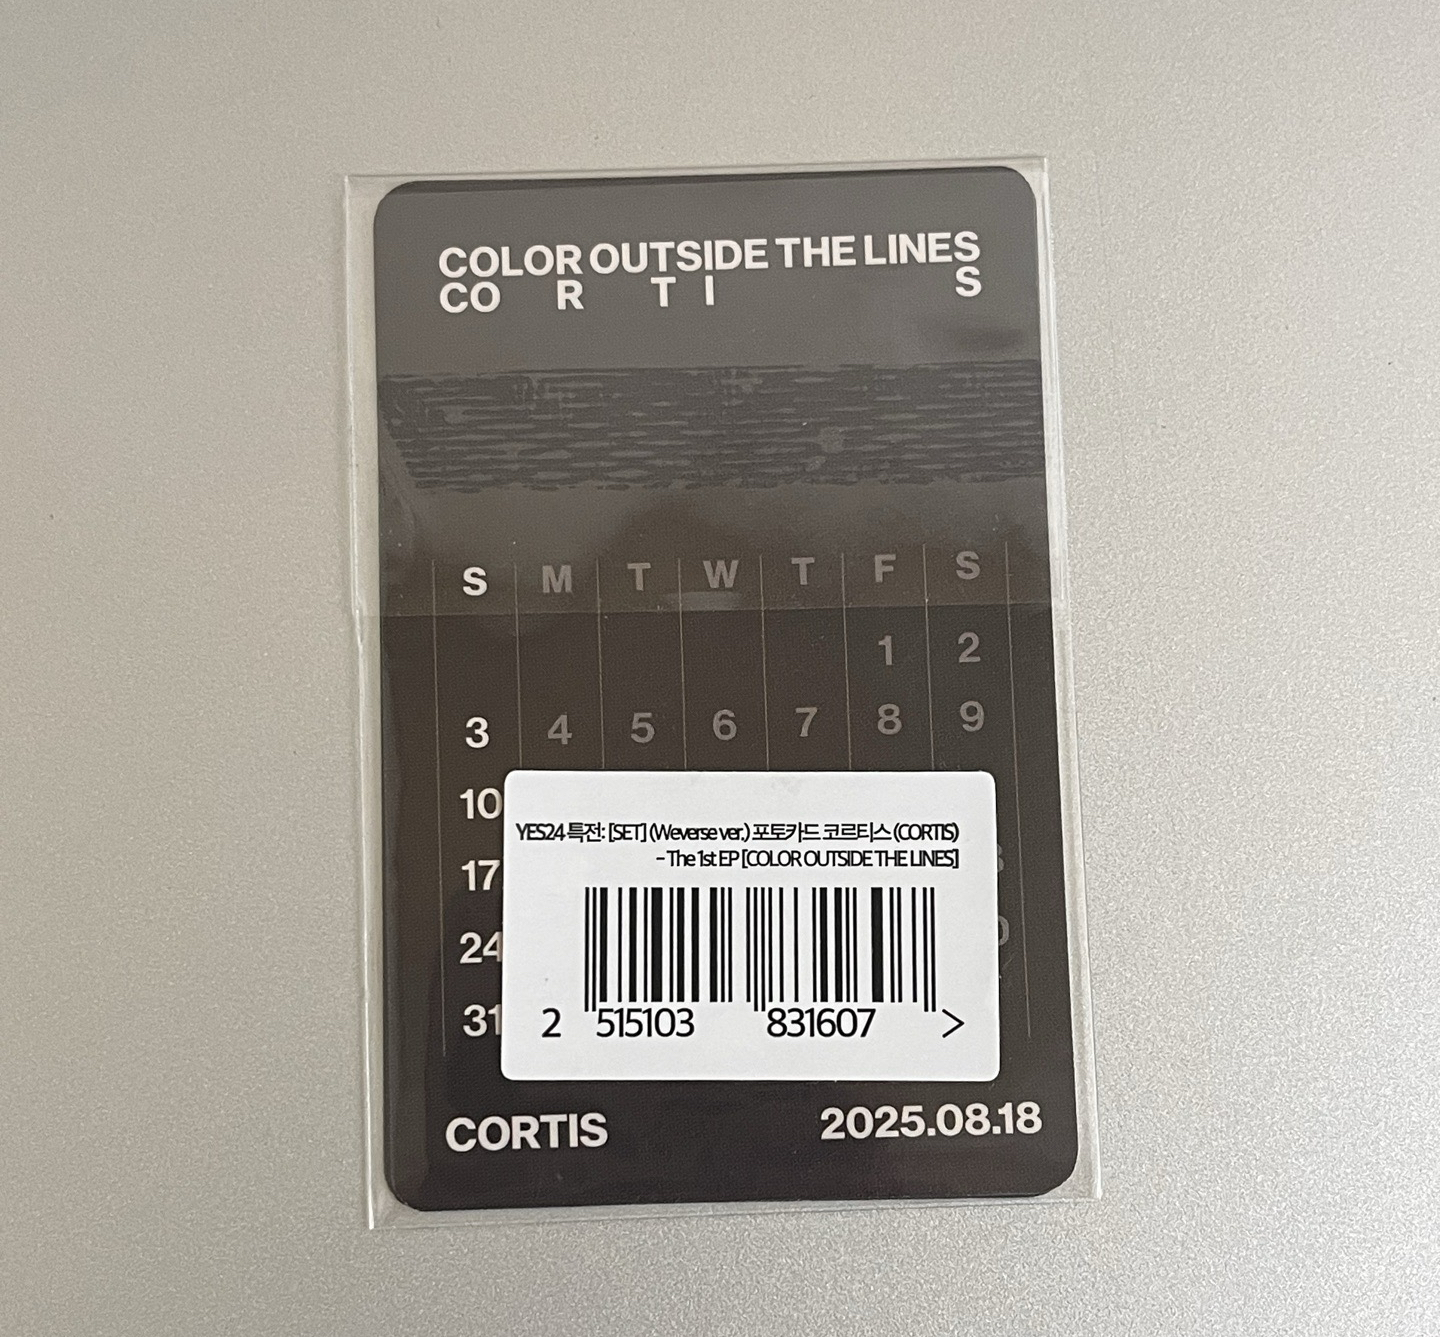 COLOR OUTSIDE THE LINES
CO R T I S
S M T W T F S
1 2
3 4 5 6 7 8 9
10
17
24
31
YES24 특전: [SET] (Weverse ver.) 포토카드 코르티스 (CORTIS)
- The 1st EP [COLOR OUTSIDE THE LINES]
2 515103 831607 >
CORTIS 2025.08.18